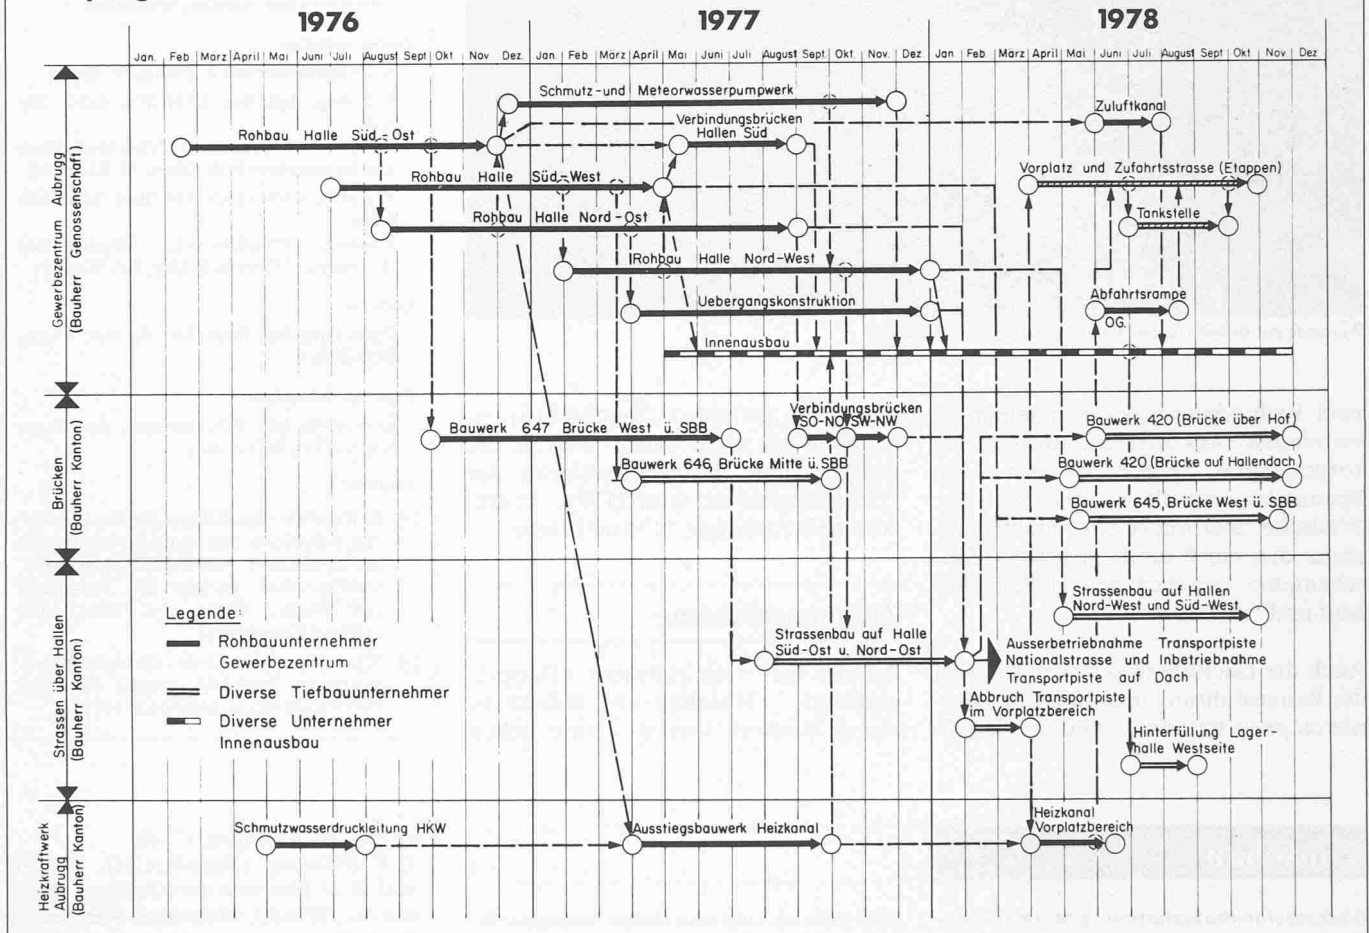 1976
1977
1978
Jan. Feb März April Mai Juni Juli August Sept Okt. Nov. Dez. Jan. Feb März April Mai Juni Juli August Sept. Okt. Nov. Dez. Jan Feb März April Mai Juni Juli August Sept Okt. Nov. Dez
Gewerbezentrum Aubrugg
(Bauherr Genossenschaft)
Schmutz-und Meteorwasserpumpwerk
Zuluftkanal
Rohbau Halle Süd-Ost
Verbindungsbrücken
Hallen Süd
Rohbau Halle Süd-West
Vorplatz und Zufahrtsstrasse (Etappen)
Rohbau Halle Nord-Ost
Tankstelle
Rohbau Halle Nord-West
Uebergangskonstruktion
Abfahrtsrampe
OG.
Innenausbau
Brücken
(Bauherr Kanton)
Verbindungsbrücken
SO-NO SW-NW
Bauwerk 647 Brücke West ü. SBB
Bauwerk 420 (Brücke über Hof)
Bauwerk 646, Brücke Mitte ü. SBB
Bauwerk 420 (Brücke auf Hallendach)
Bauwerk 645, Brücke West ü. SBB
Strassen über Hallen
(Bauherr Kanton)
Legende:
Rohbauunternehmer
Gewerbezentrum
Diverse Tiefbauunternehmer
Diverse Unternehmer
Innenausbau
Strassenbau auf Hallen
Nord-West und Süd-West
Strassenbau auf Halle
Süd-Ost u. Nord-Ost
Ausserbetriebnahme Transportpiste
Nationalstrasse und Inbetriebnahme
Transportpiste auf Dach
Abbruch Transportpiste
im Vorplatzbereich
Hinterfüllung Lager-
halle Westseite
Heizkraftwerk
Aubrugg
(Bauherr Kanton)
Schmutzwasserdruckleitung HKW
Ausstiegsbauwerk Heizkanal
Heizkanal
Vorplatzbereich